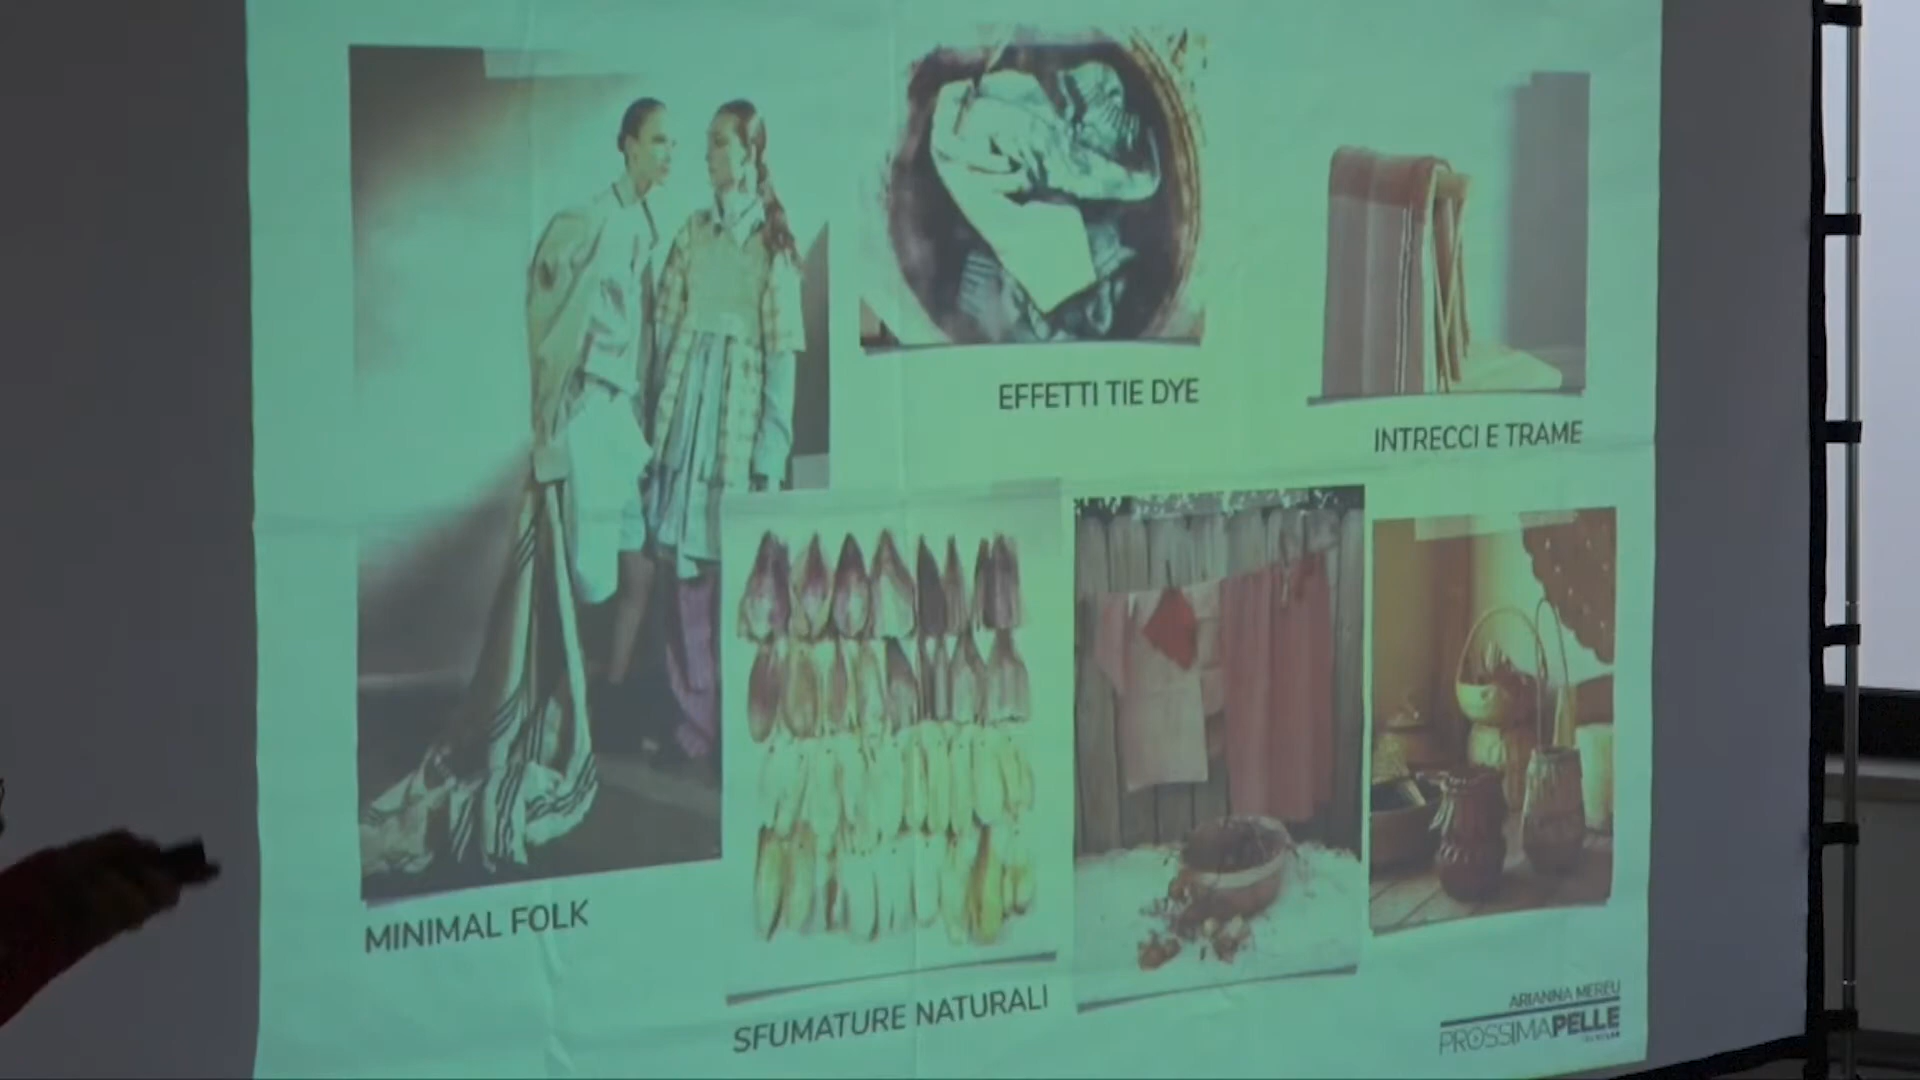 EFFETTI TIE DYE
INTRECCI E TRAME
MINIMAL FOLK
SFUMATURE NATURALI
ARIANNA MEREU
PROSSIMAPELLE